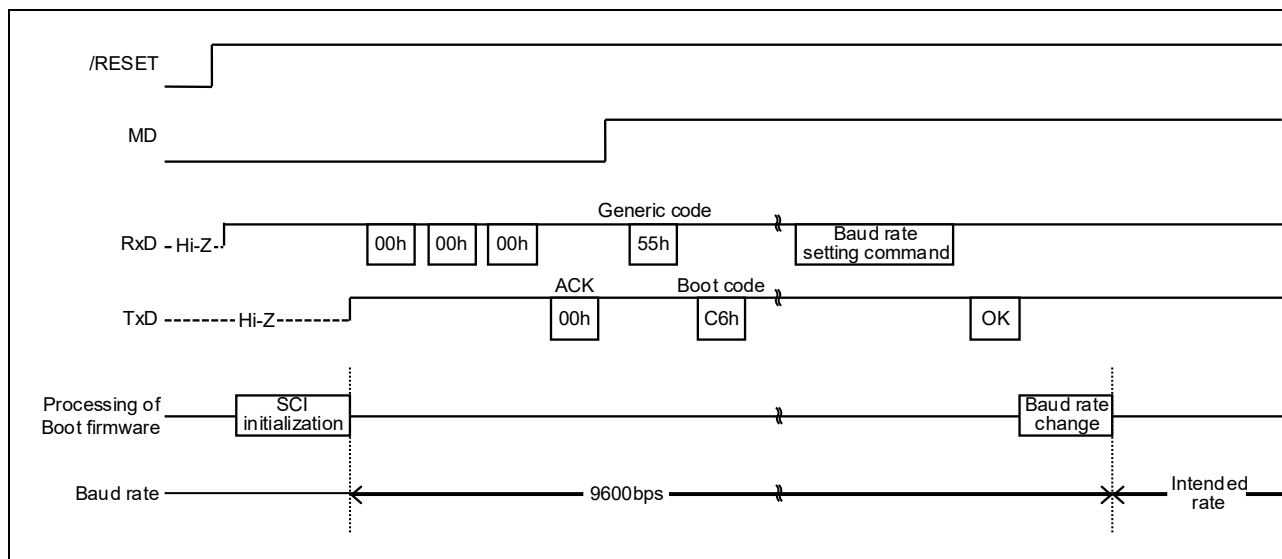 /RESET
MD
Generic code
RxD
Hi-Z
00h
00h
00h
55h
Baud rate
setting command
ACK
Boot code
TxD
Hi-Z
00h
C6h
OK
Processing of
Boot firmware
SCI
initialization
Baud rate
change
Baud rate
9600bps
Intended
rate